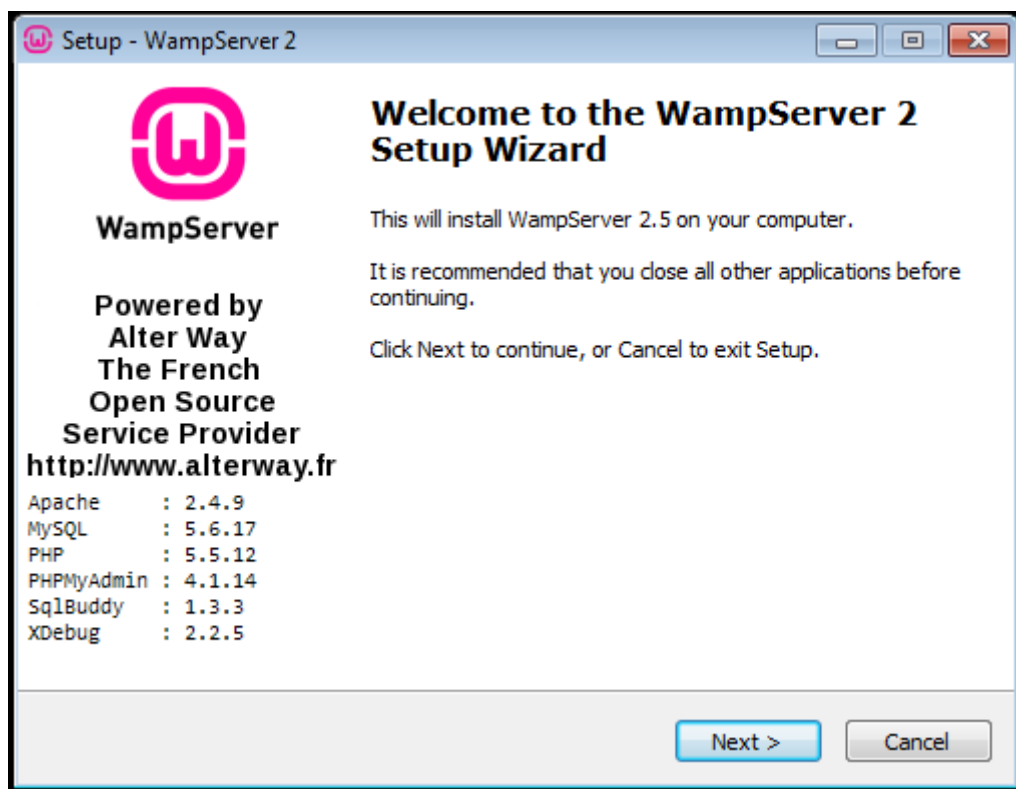 Setup - WampServer 2
WampServer
Powered by
Alter Way
The French
Open Source
Service Provider
http://www.alterway.fr
Apache : 2.4.9
MySQL : 5.6.17
PHP : 5.5.12
PHPMyAdmin : 4.1.14
SqlBuddy : 1.3.3
XDebug : 2.2.5
Welcome to the WampServer 2
Setup Wizard
This will install WampServer 2.5 on your computer.
It is recommended that you close all other applications before
continuing.
Click Next to continue, or Cancel to exit Setup.
Next >
Cancel